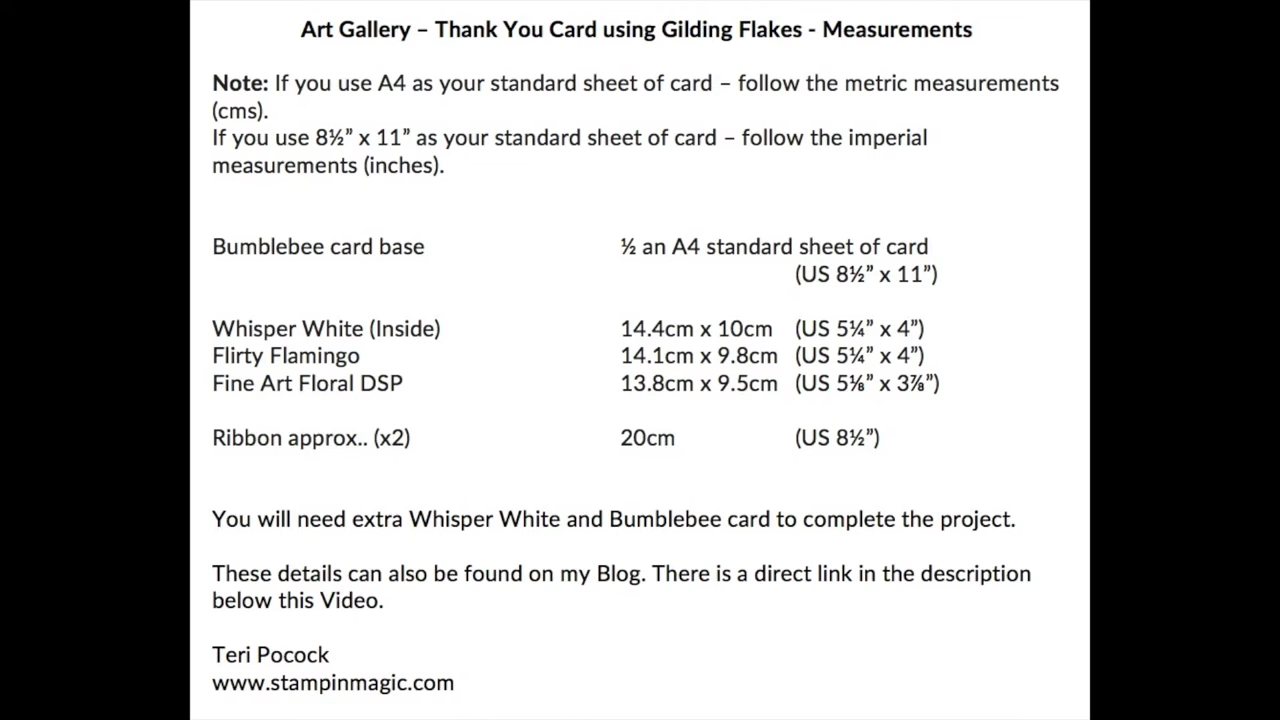 Art Gallery – Thank You Card using Gilding Flakes - Measurements
Note: If you use A4 as your standard sheet of card – follow the metric measurements
(cms).
If you use 8½” x 11” as your standard sheet of card – follow the imperial
measurements (inches).
Bumblebee card base ½ an A4 standard sheet of card
(US 8½” x 11”)
Whisper White (Inside) 14.4cm x 10cm (US 5¼” x 4”)
Flirty Flamingo 14.1cm x 9.8cm (US 5¼” x 4”)
Fine Art Floral DSP 13.8cm x 9.5cm (US 5⅛” x 3⅞”)
Ribbon approx.. (x2) 20cm (US 8½”)
You will need extra Whisper White and Bumblebee card to complete the project.
These details can also be found on my Blog. There is a direct link in the description
below this Video.
Teri Pocock
www.stampinmagic.com